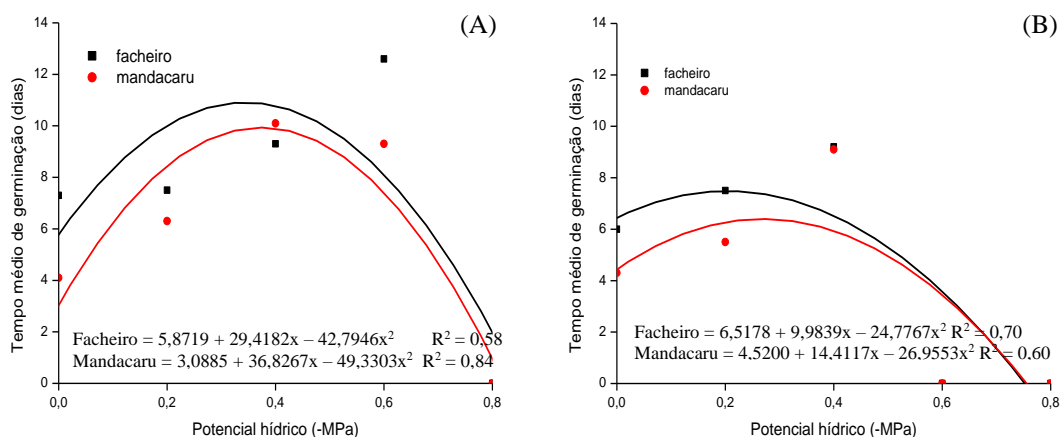 (A)
Tempo médio de germinação (dias)
14
12
10
8
6
4
2
0
facheiro
mandacaru
Facheiro = 5,8719 + 29,4182x – 42,7946x² R² = 0,58
Mandacaru = 3,0885 + 36,8267x – 49,3303x² R² = 0,84
0,0 0,2 0,4 0,6 0,8
Potencial hídrico (-MPa)
(B)
Tempo médio de germinação (dias)
14
12
10
8
6
4
2
0
facheiro
mandacaru
Facheiro = 6,5178 + 9,9839x – 24,7767x² R² = 0,70
Mandacaru = 4.5200 + 14.4117x – 26,9553x² R² = 0,60
0,0 0,2 0,4 0,6 0,8
Potencial hídrico (-MPa)